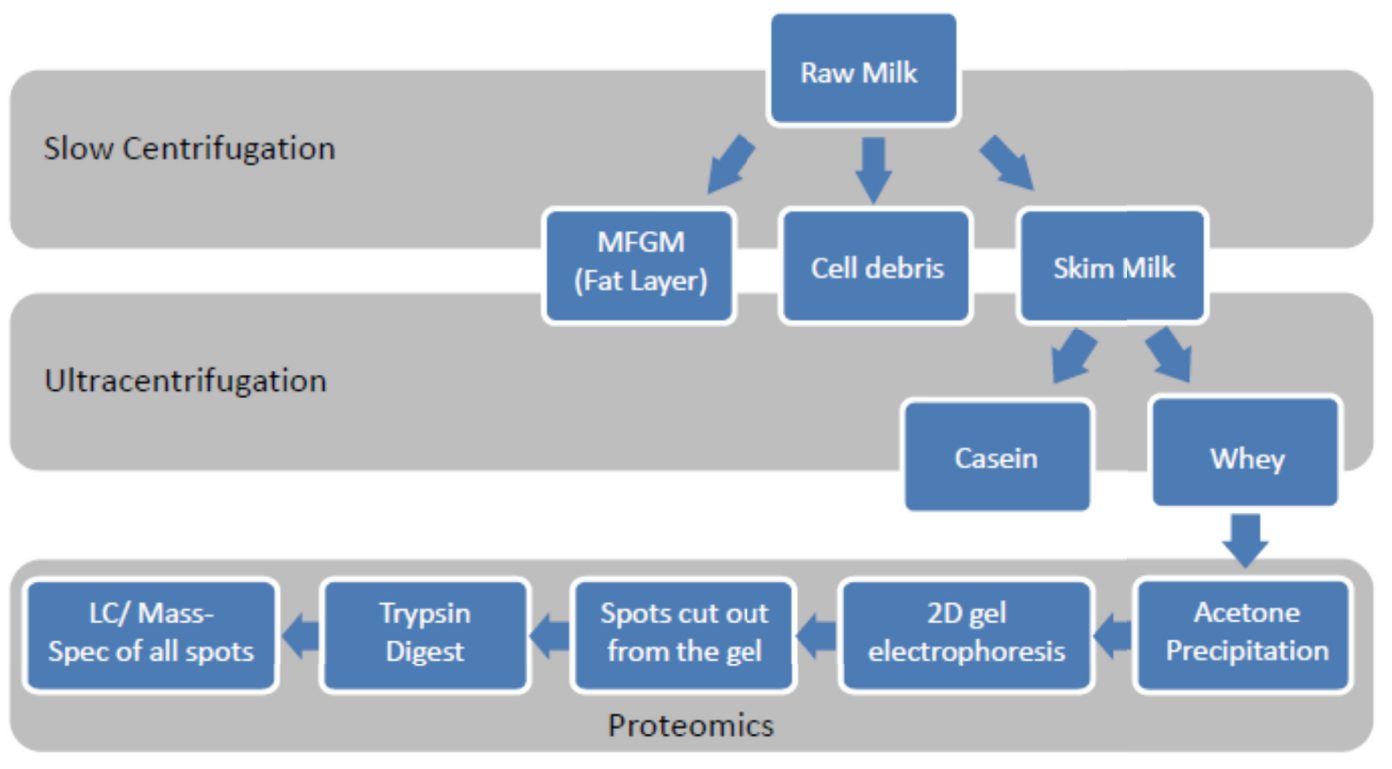 Raw Milk
Slow Centrifugation
MFGM
(Fat Layer)
Cell debris
Skim Milk
Ultracentrifugation
Casein
Whey
LC/ Mass-
Spec of all spots
Trypsin
Digest
Spots cut out
from the gel
2D gel
electrophoresis
Acetone
Precipitation
Proteomics